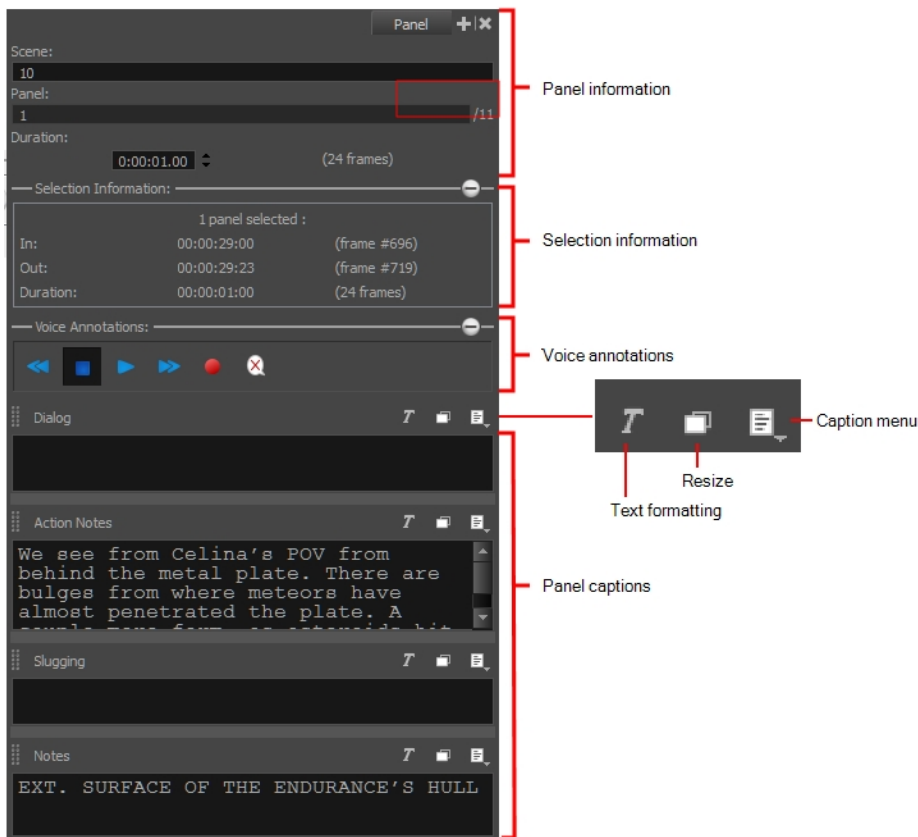 Panel
Scene:
10
Panel:
1 /11
Duration:
0:00:01.00 (24 frames)
Selection Information:
1 panel selected :
In: 00:00:29:00 (frame #696)
Out: 00:00:29:23 (frame #719)
Duration: 00:00:01:00 (24 frames)
Voice Annotations:
Dialog T
Action Notes T
We see from Celina's POV from
behind the metal plate. There are
bulges from where meteors have
almost penetrated the plate. A
Slugging T
Notes T
EXT. SURFACE OF THE ENDURANCE'S HULL
Panel information
Selection information
Voice annotations
T
Caption menu
Resize
Text formatting
Panel captions